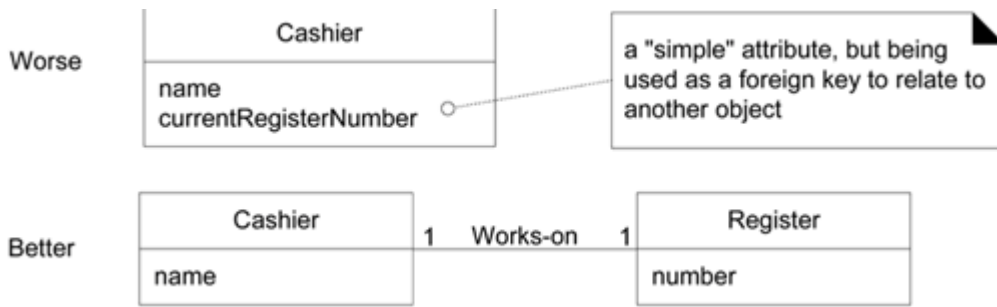 Worse
Cashier
name
currentRegisterNumber
a "simple" attribute, but being
used as a foreign key to relate to
another object
Better
Cashier
name
1 Works-on 1
Register
number